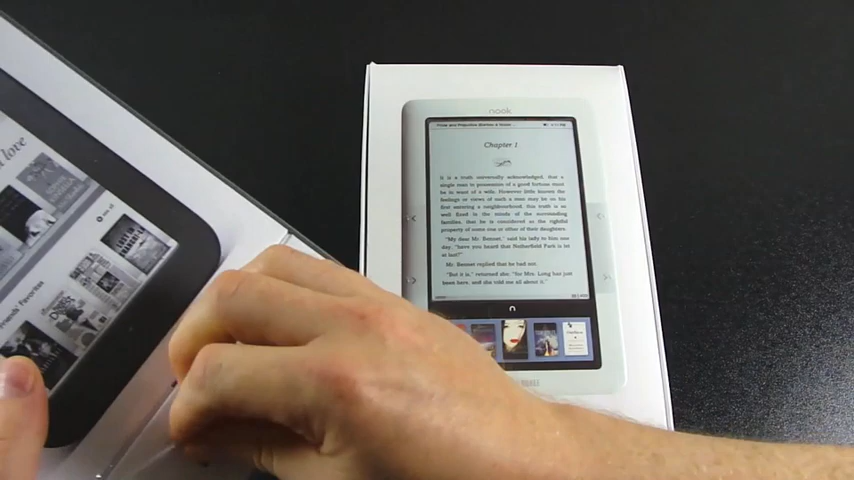 love
see all
Friends' Favorites
LOST IN
nook
Chapter 1
It is a truth universally acknowledged, that a
single man in possession of a good fortune must
be in want of a wife. However little known the
feelings or views of such a man may be on his
first entering a neighbourhood, this truth is so
well fixed in the minds of the surrounding
families, that he is considered as the rightful
property of some one or other of their daughters.
"My dear Mr. Bennet," said his lady to him one
day, "have you heard that Netherfield Park is let
at last?"
Mr. Bennet replied that he had not.
"But it is," returned she; "for Mrs. Long has just
been here, and she told me all about it."
n